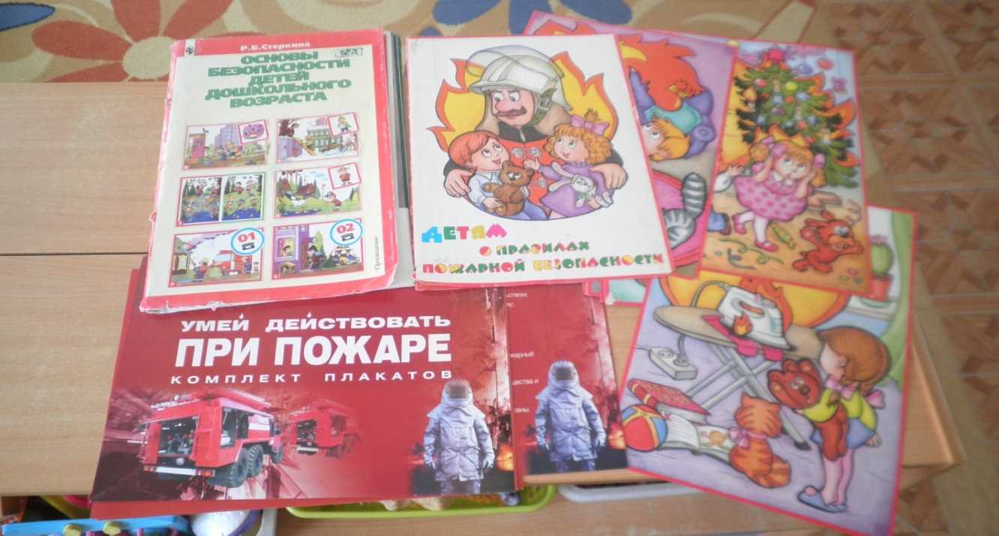 Р.Б.Стеркина
ОСНОВЫ
БЕЗОПАСНОСТИ
ДЕТЕЙ
ДОШКОЛЬНОГО
ВОЗРАСТА
01
02
Просвещение
ДЕТЯМ
О ПРАВИЛАХ
ПОЖАРНОЙ БЕЗОПАСНОСТИ
УМЕЙ ДЕЙСТВОВАТЬ
ПРИ ПОЖАРЕ
КОМПЛЕКТ ПЛАКАТОВ